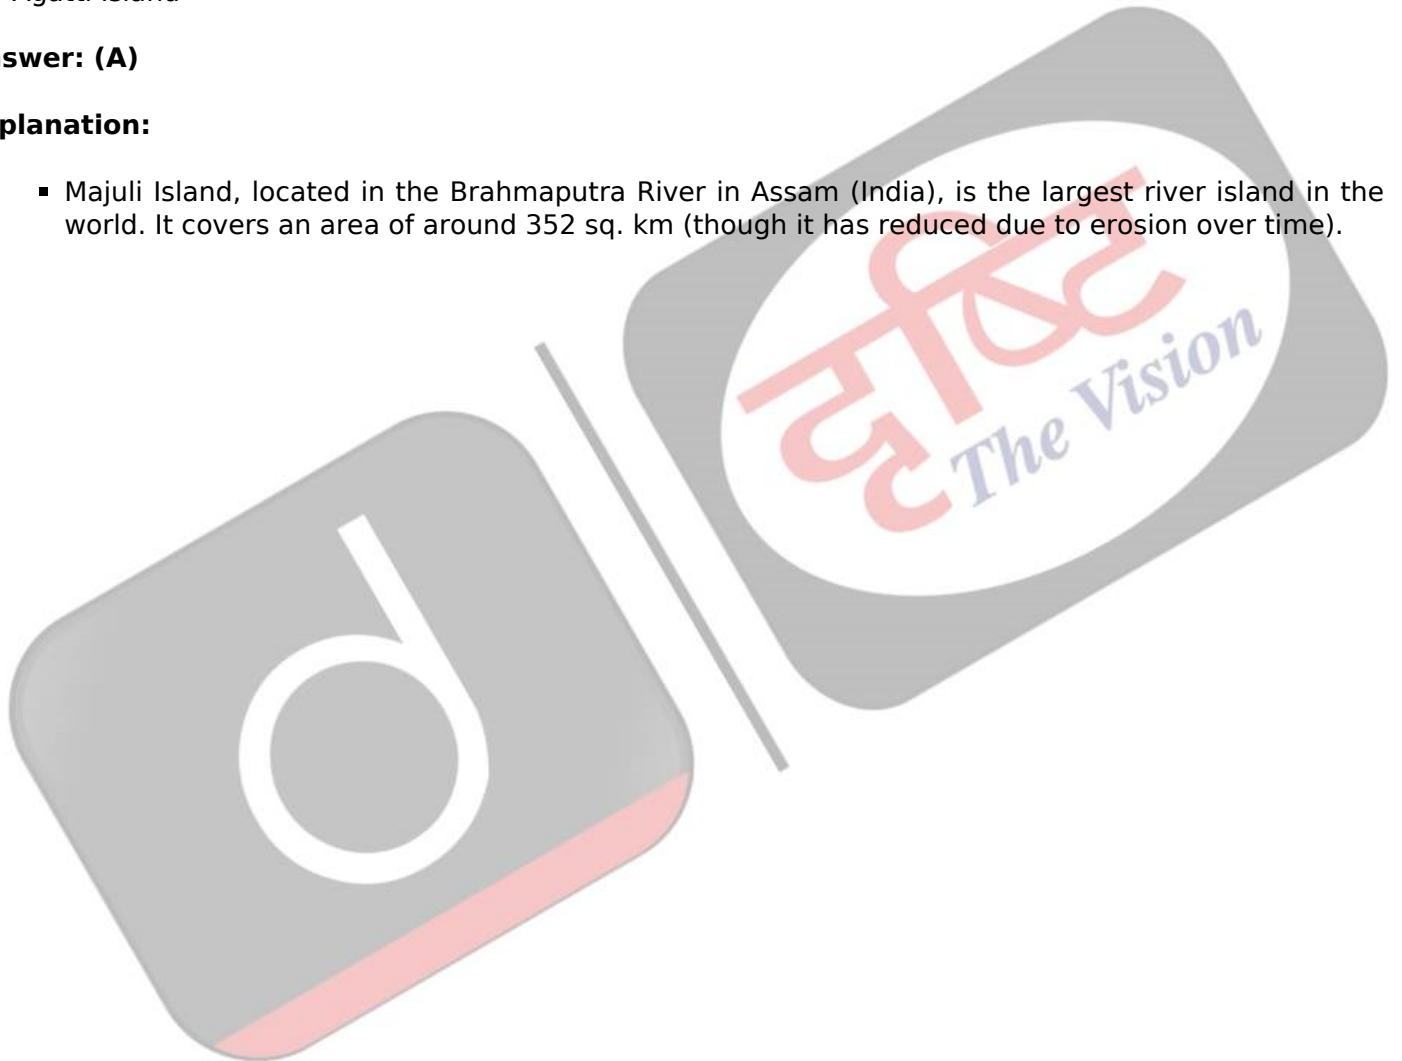 Agatti Island
swer: (A)
planation:
▪ Majuli Island, located in the Brahmaputra River in Assam (India), is the largest river island in the
world. It covers an area of around 352 sq. km (though it has reduced due to erosion over time).
दृष्टि
The Vision
d